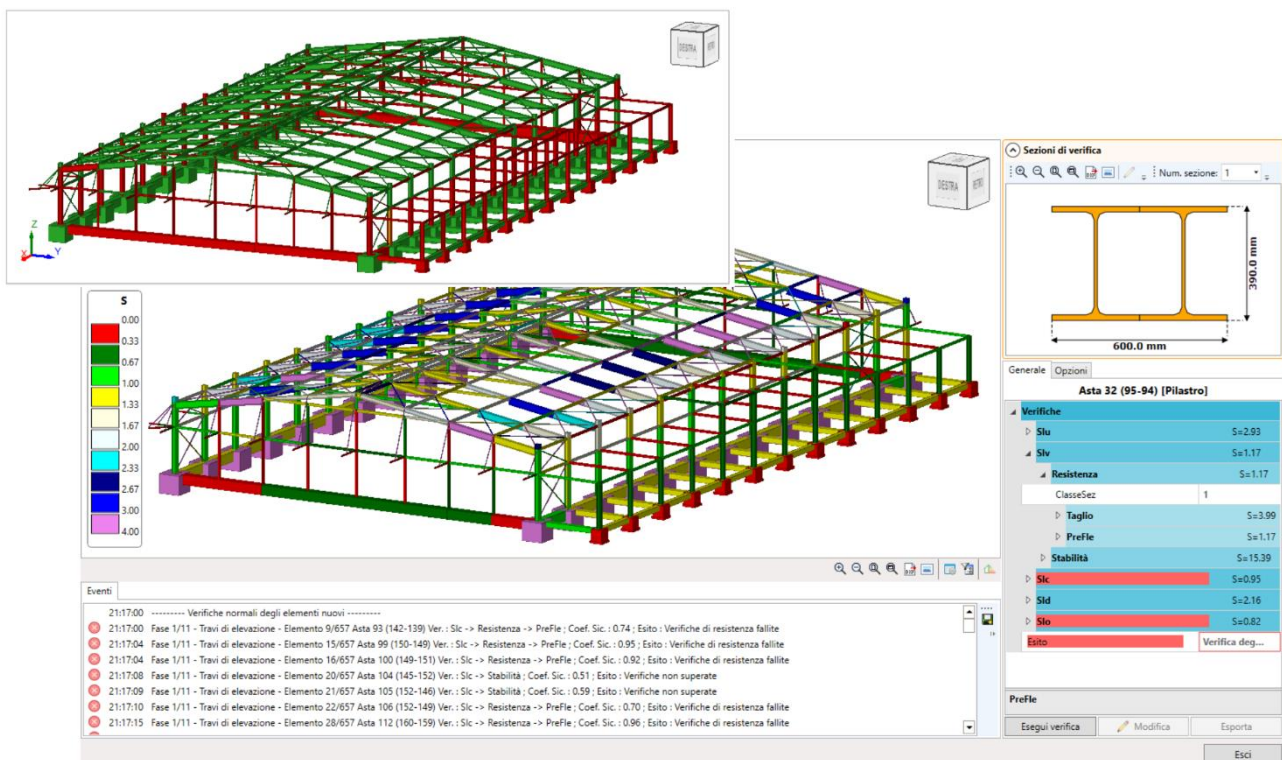 DESTRA
RETRO
Z
X
Y
DESTRA
RETRO
S
0.00
0.33
0.67
1.00
1.33
1.67
2.00
2.33
2.67
3.00
4.00
Sezioni di verifica
Num. sezione: 1
390.0 mm
600.0 mm
Generale Opzioni
Asta 32 (95-94) [Pilastro]
Verifiche
Slu S=2.93
Slv S=1.17
Resistenza S=1.17
ClasseSez 1
Taglio S=3.99
PreFle S=1.17
Stabilità S=15.39
Slc S=0.95
Sld S=2.16
Slo S=0.82
Esito Verifica deg...
PreFle
Esegui verifica Modifica Esporta
Esci
Eventi
21:17:00 --------- Verifiche normali degli elementi nuovi ---------
21:17:00 Fase 1/11 - Travi di elevazione - Elemento 9/657 Asta 93 (142-139) Ver. : Slc -> Resistenza -> PreFle ; Coef. Sic. : 0.74 ; Esito : Verifiche di resistenza fallite
21:17:04 Fase 1/11 - Travi di elevazione - Elemento 15/657 Asta 99 (150-149) Ver. : Slc -> Resistenza -> PreFle ; Coef. Sic. : 0.95 ; Esito : Verifiche di resistenza fallite
21:17:04 Fase 1/11 - Travi di elevazione - Elemento 16/657 Asta 100 (149-151) Ver. : Slc -> Resistenza -> PreFle ; Coef. Sic. : 0.92 ; Esito : Verifiche di resistenza fallite
21:17:08 Fase 1/11 - Travi di elevazione - Elemento 20/657 Asta 104 (145-152) Ver. : Slc -> Stabilità ; Coef. Sic. : 0.51 ; Esito : Verifiche non superate
21:17:09 Fase 1/11 - Travi di elevazione - Elemento 21/657 Asta 105 (152-146) Ver. : Slc -> Stabilità ; Coef. Sic. : 0.59 ; Esito : Verifiche non superate
21:17:10 Fase 1/11 - Travi di elevazione - Elemento 22/657 Asta 106 (152-149) Ver. : Slc -> Resistenza -> PreFle ; Coef. Sic. : 0.70 ; Esito : Verifiche di resistenza fallite
21:17:15 Fase 1/11 - Travi di elevazione - Elemento 28/657 Asta 112 (160-159) Ver. : Slc -> Resistenza -> PreFle ; Coef. Sic. : 0.96 ; Esito : Verifiche di resistenza fallite